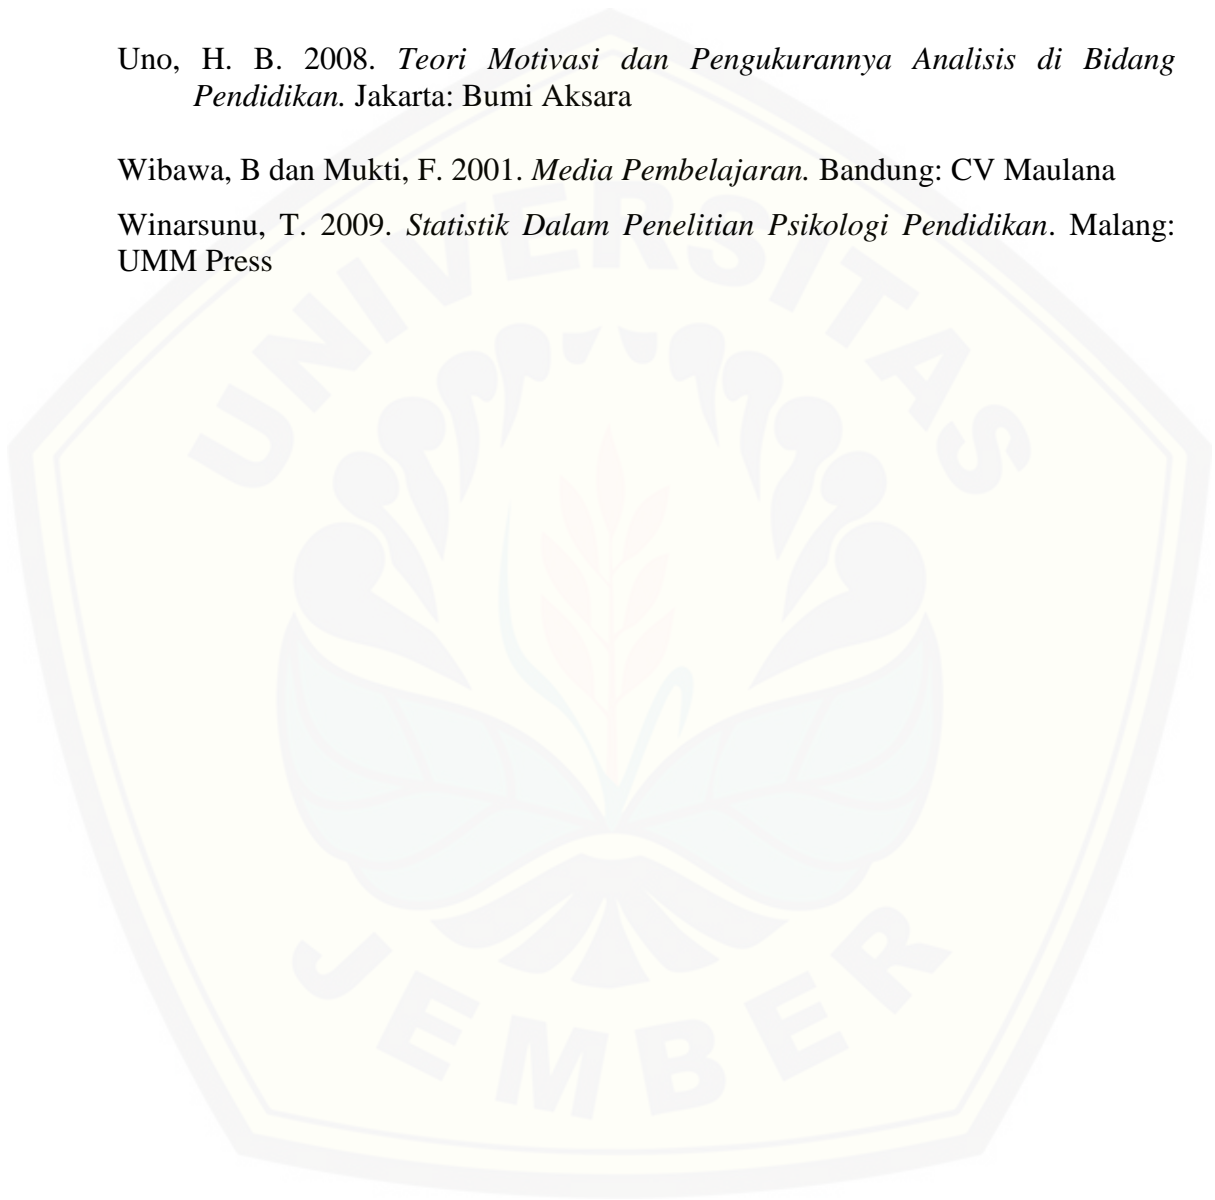 Uno, H. B. 2008. Teori Motivasi dan Pengukurannya Analisis di Bidang
Pendidikan. Jakarta: Bumi Aksara
Wibawa, B dan Mukti, F. 2001. Media Pembelajaran. Bandung: CV Maulana
Winarsunu, T. 2009. Statistik Dalam Penelitian Psikologi Pendidikan. Malang:
UMM Press
UNIVERSITAS
JEMBER